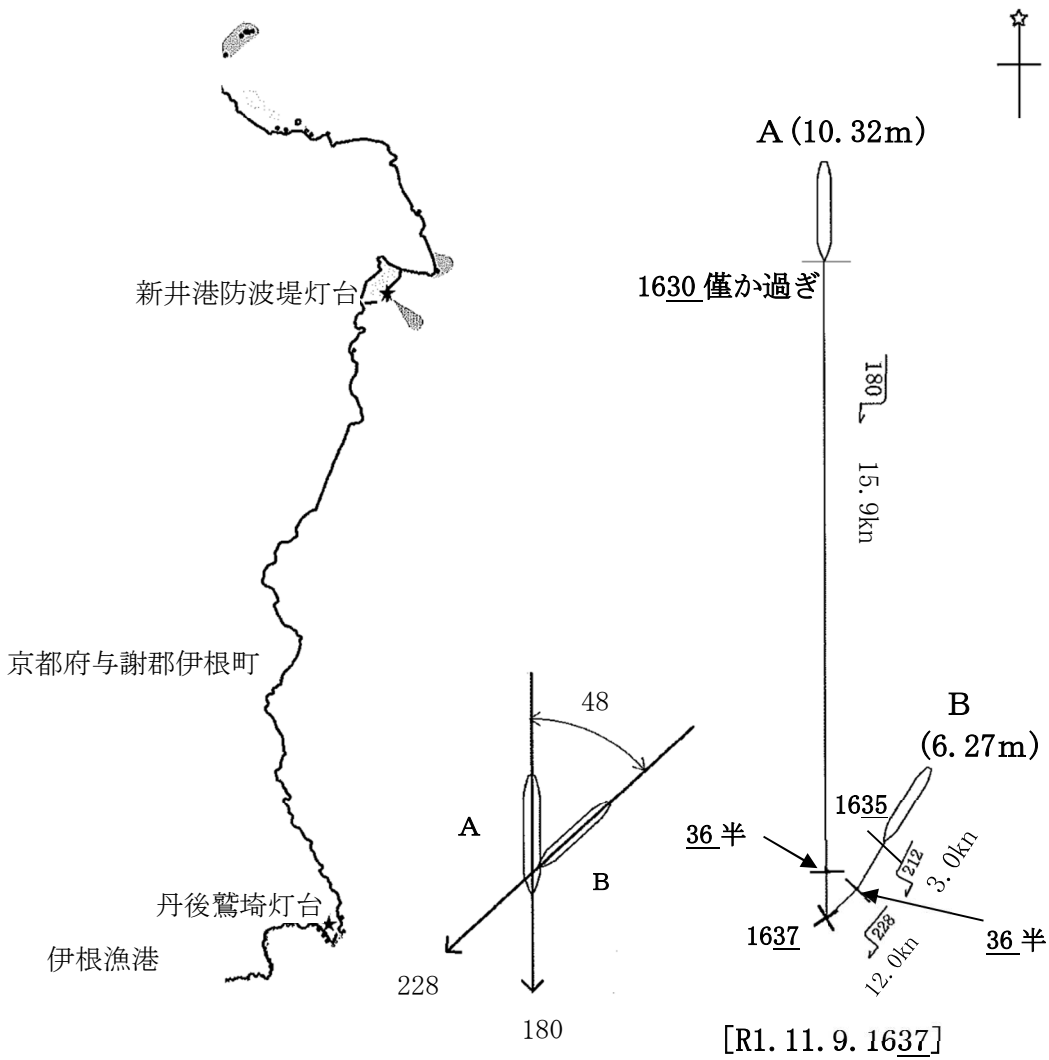 A (10.32m)
1630 僅か過ぎ
新井港防波堤灯台
180
15.9kn
京都府与謝郡伊根町
48
B
(6.27m)
A
B
1635
36 半
212
3.0kn
丹後鷲埼灯台
伊根漁港
1637
228
12.0kn
36 半
228
180
[R1.11.9.1637]